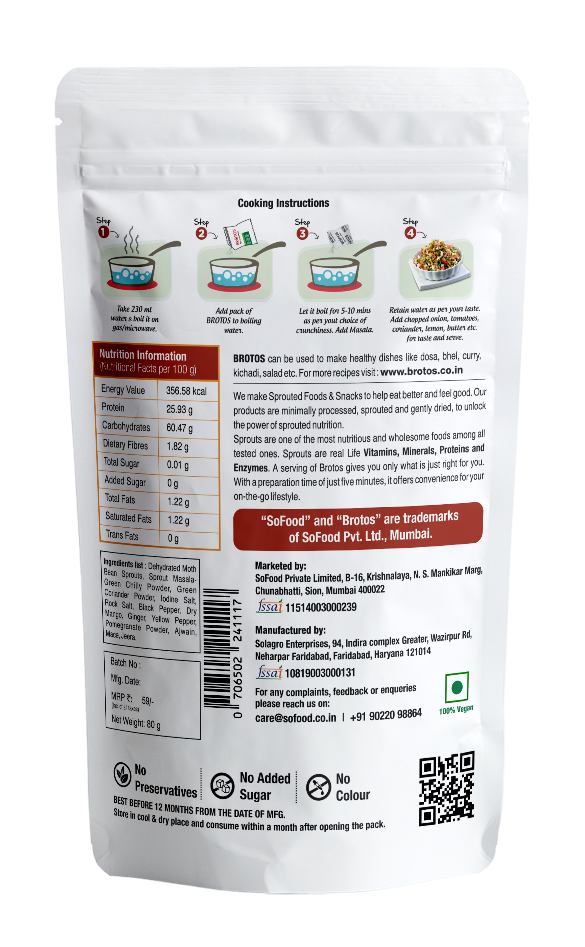 Cooking Instructions
Step 1
Take 230 ml
water & boil it on
gas/microwave.
Step 2
Add pack of
BROTOS to boiling
water.
Step 3
Let it boil for 5-10 mins
as per your choice of
crunchiness. Add Masala.
Step 4
Retain water as per your taste.
Add chopped onion, tomatoes,
coriander, lemon, butter etc.
for taste and serve.
Nutrition Information
(Nutritional Facts per 100 g)
Energy Value 356.58 kcal
Protein 25.93 g
Carbohydrates 60.47 g
Dietary Fibres 1.82 g
Total Sugar 0.01 g
Added Sugar 0 g
Total Fats 1.22 g
Saturated Fats 1.22 g
Trans Fats 0 g
BROTOS can be used to make healthy dishes like dosa, bhel, curry,
kichadi, salad etc. For more recipes visit : www.brotos.co.in
We make Sprouted Foods & Snacks to help eat better and feel good. Our
products are minimally processed, sprouted and gently dried, to unlock
the power of sprouted nutrition.
Sprouts are one of the most nutritious and wholesome foods among all
tested ones. Sprouts are real Life Vitamins, Minerals, Proteins and
Enzymes. A serving of Brotos gives you only what is just right for you.
With a preparation time of just five minutes, it offers convenience for your
on-the-go lifestyle.
“SoFood” and “Brotos” are trademarks
of SoFood Pvt. Ltd., Mumbai.
Ingredients list : Dehydrated Moth
Bean Sprouts, Sprout Masala-
Green Chilly Powder, Green
Coriander Powder, Iodine Salt,
Rock Salt, Black Pepper, Dry
Mango, Ginger, Yellow Pepper,
Pomegranate Powder, Ajwain,
Mace, Jeera.
Batch No :
Mfg. Date:
MRP ₹: 59/-
Net Weight: 80 g
0 706502 241117
Marketed by:
SoFood Private Limited, B-16, Krishnalaya, N. S. Mankikar Marg,
Chunabhatti, Sion, Mumbai 400022
fssai 11514003000239
Manufactured by:
Solagro Enterprises, 94, Indira complex Greater, Wazirpur Rd,
Neharpar Faridabad, Faridabad, Haryana 121014
fssai 10819003000131
For any complaints, feedback or enqueries
please reach us on:
care@sofood.co.in | +91 90220 98864
100% Vegan
No
Preservatives
No Added
Sugar
No
Colour
BEST BEFORE 12 MONTHS FROM THE DATE OF MFG.
Store in cool & dry place and consume within a month after opening the pack.